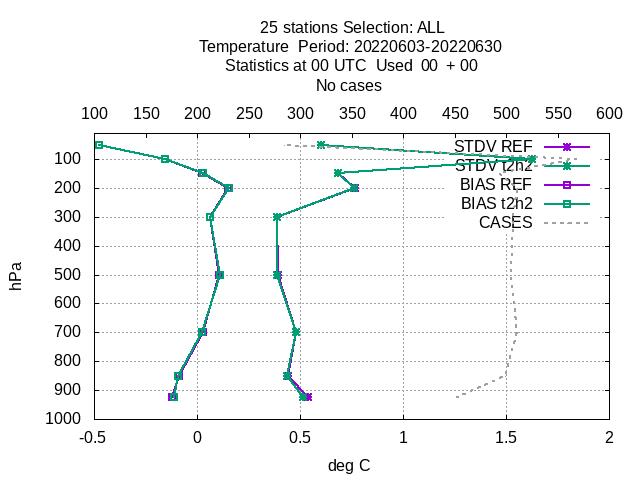 25 stations Selection: ALL
Temperature  Period: 20220603-20220630
Statistics at 00 UTC  Used  00  + 00
No cases
100 150 200 250 300 350 400 450 500 550 600
STDV REF
STDV t2h2
BIAS REF
BIAS t2h2
CASES
100
200
300
400
500
600
700
800
900
1000
hPa
-0.5 0 0.5 1 1.5 2
deg C